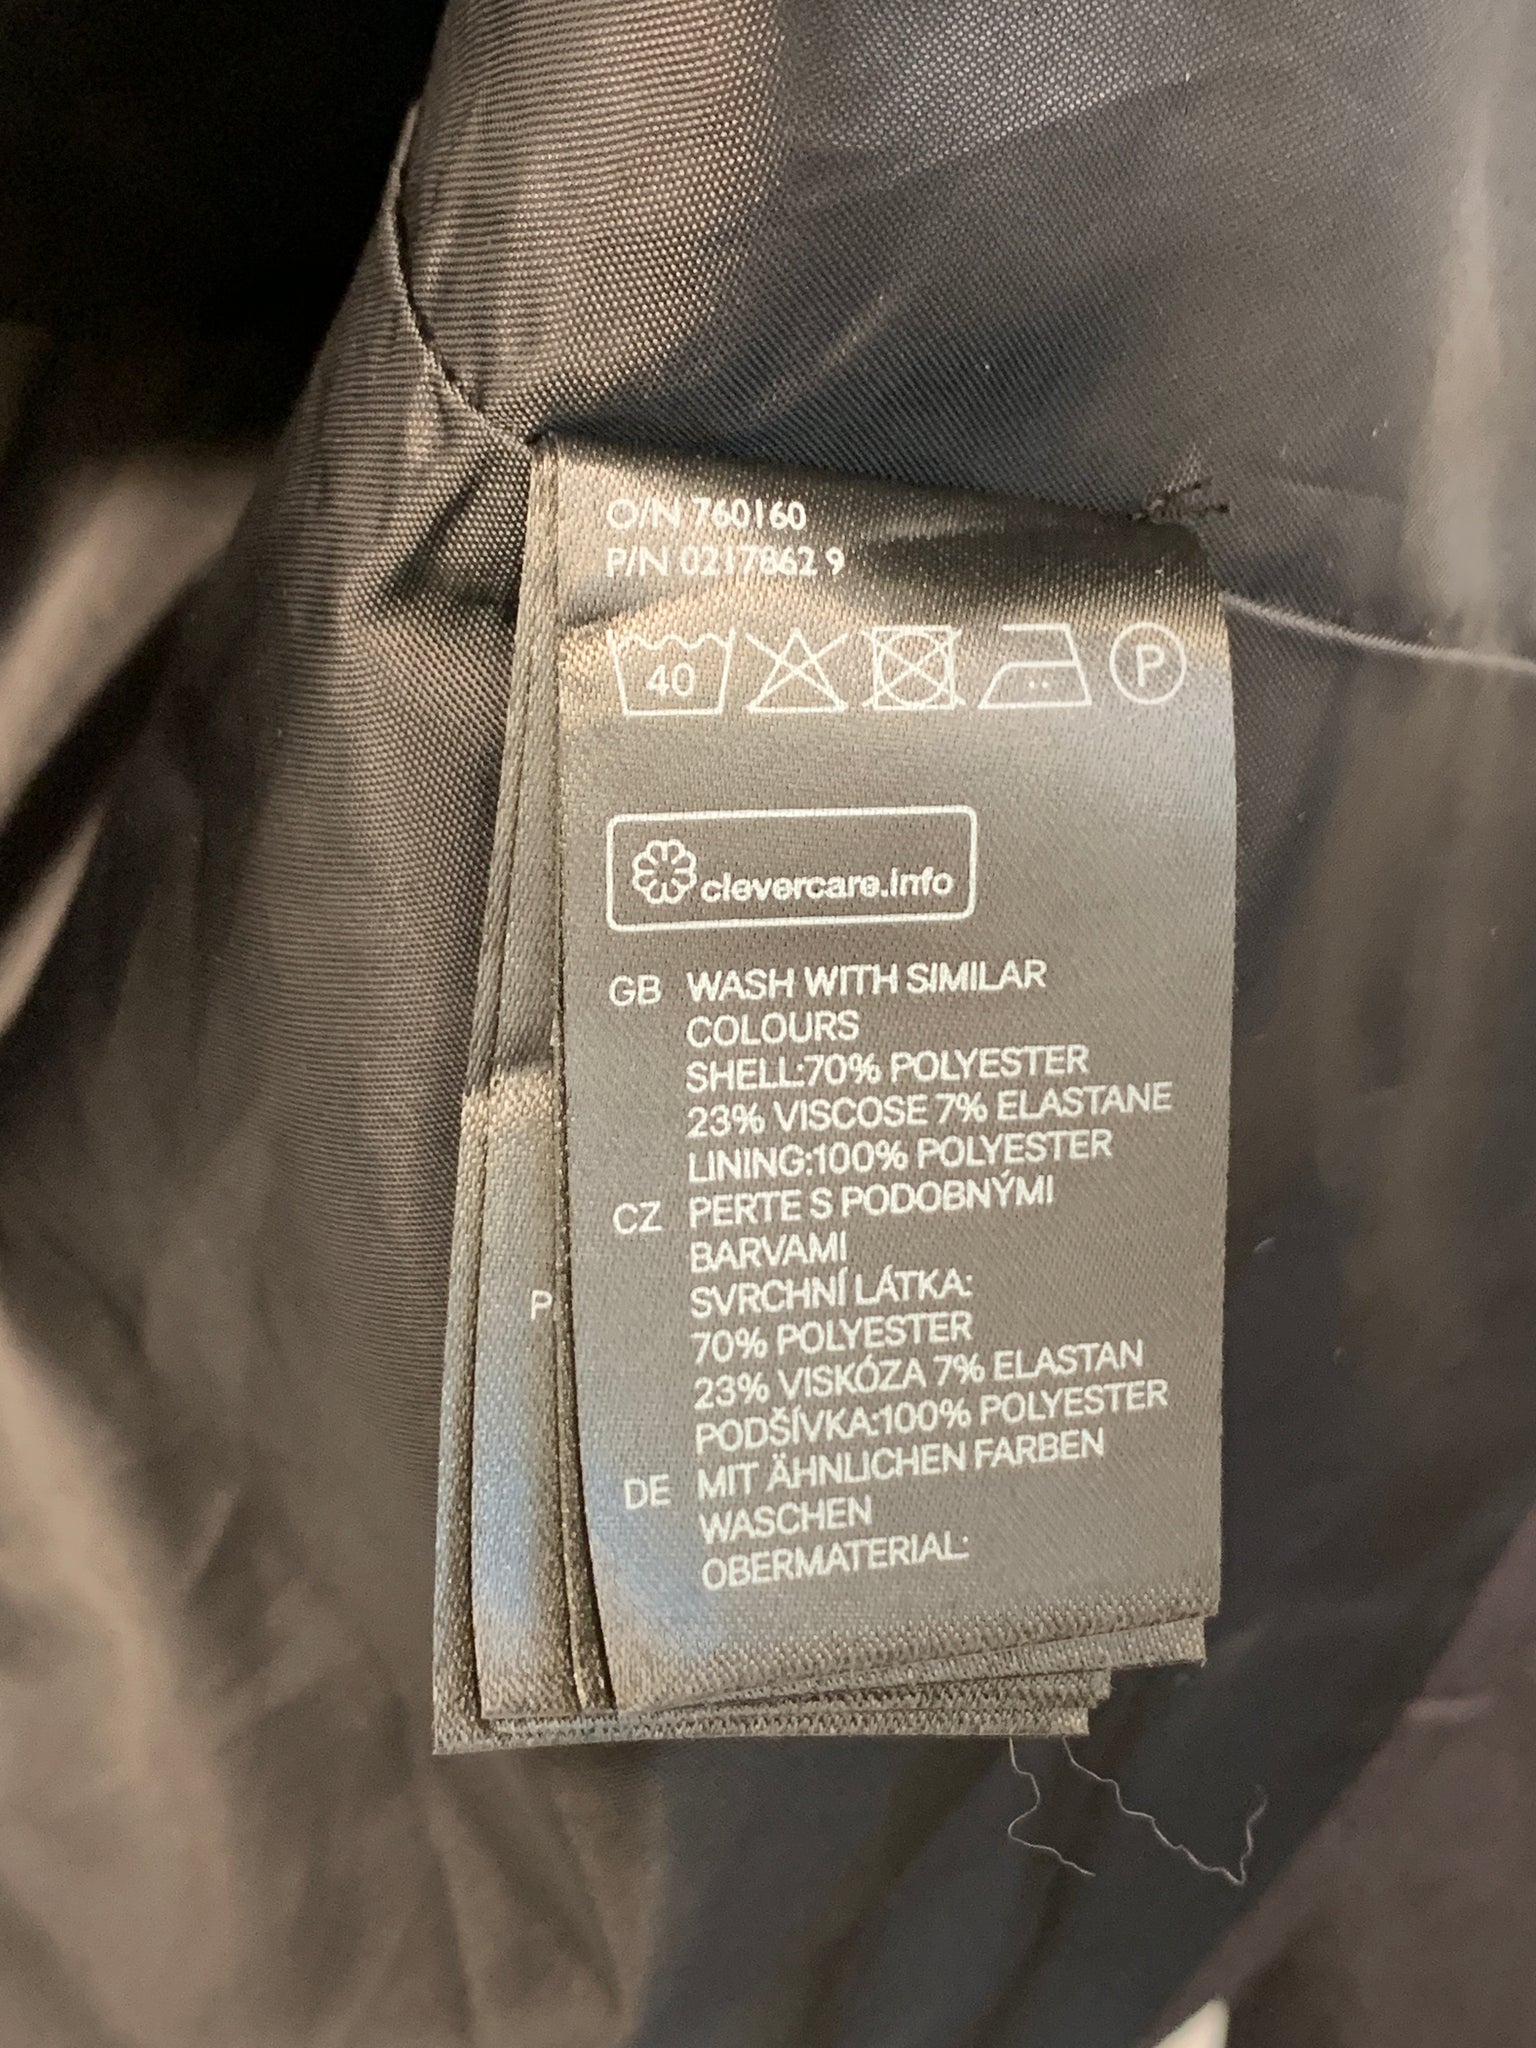 O/N 760160
P/N 0217862 9
40
P
clevercare.info
GB WASH WITH SIMILAR
COLOURS
SHELL:70% POLYESTER
23% VISCOSE 7% ELASTANE
LINING:100% POLYESTER
CZ PERTE S PODOBNÝMI
BARVAMI
SVRCHNÍ LÁTKA:
70% POLYESTER
23% VISKÓZA 7% ELASTAN
PODŠÍVKA:100% POLYESTER
DE MIT ÄHNLICHEN FARBEN
WASCHEN
OBERMATERIAL:
P